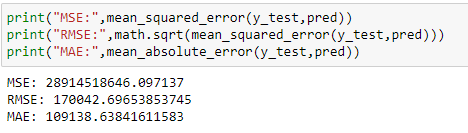 print("MSE:",mean_squared_error(y_test,pred))
print("RMSE:",math.sqrt(mean_squared_error(y_test,pred)))
print("MAE:",mean_absolute_error(y_test,pred))
MSE: 28914518646.097137
RMSE: 170042.69653853745
MAE: 109138.63841611583